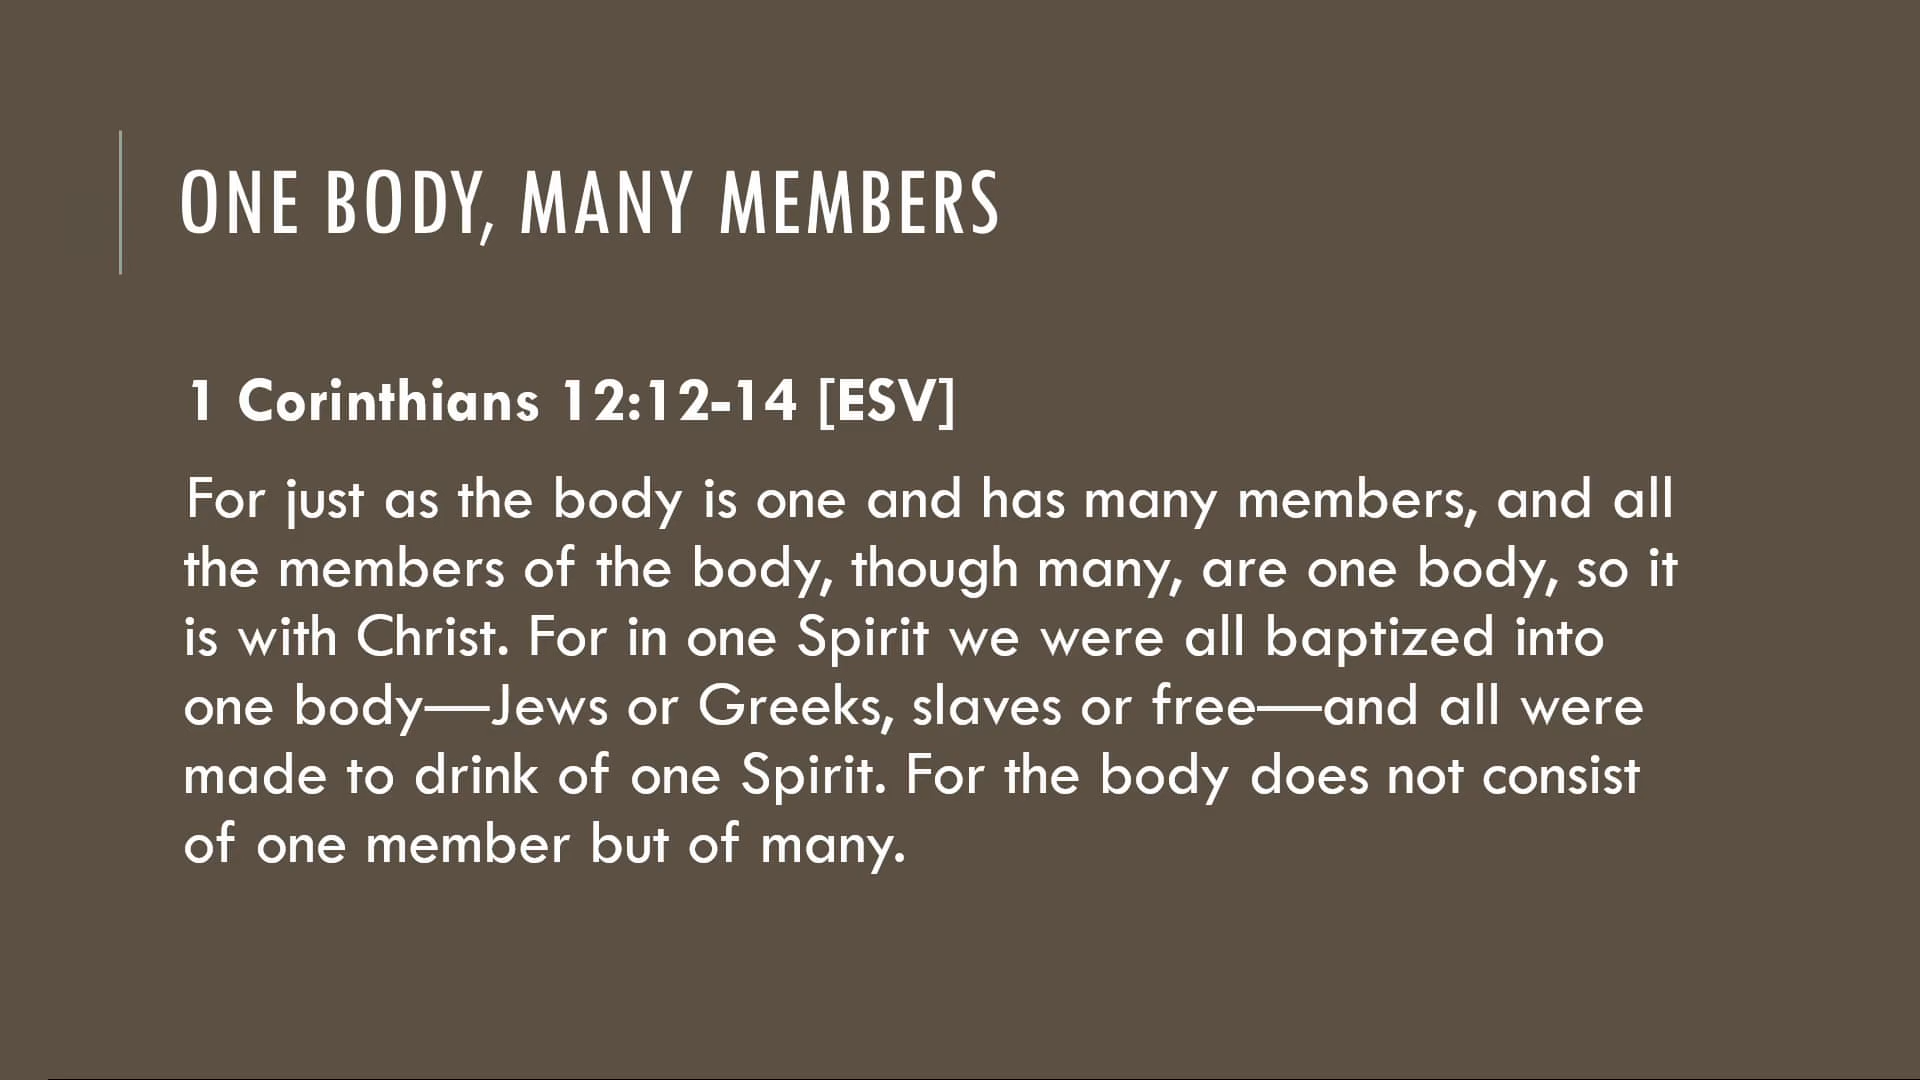 ONE BODY, MANY MEMBERS
1 Corinthians 12:12-14 [ESV]
For just as the body is one and has many members, and all
the members of the body, though many, are one body, so it
is with Christ. For in one Spirit we were all baptized into
one body—Jews or Greeks, slaves or free—and all were
made to drink of one Spirit. For the body does not consist
of one member but of many.